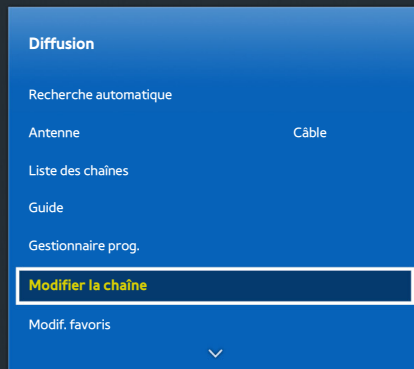 Diffusion
Recherche automatique
Antenne Câble
Liste des chaînes
Guide
Gestionnaire prog.
Modifier la chaîne
Modif. favoris